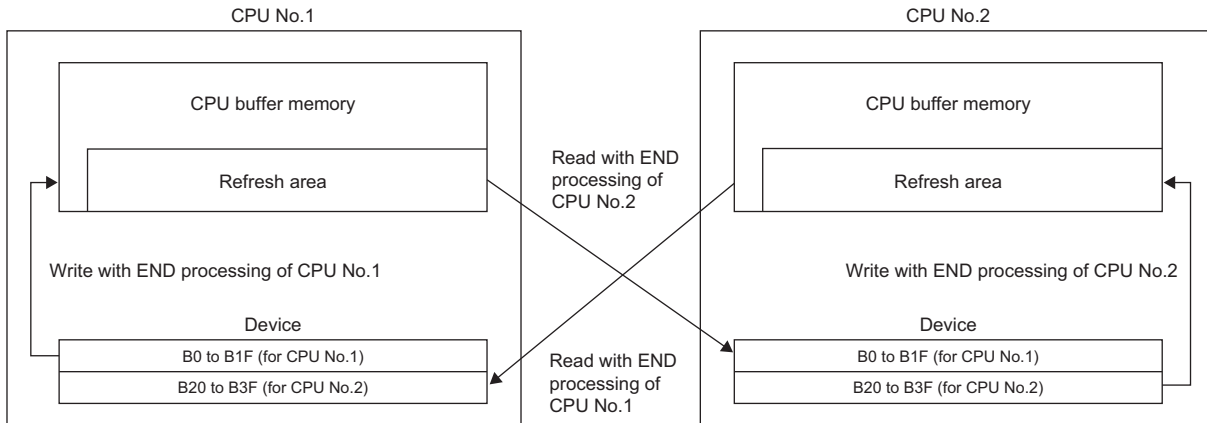 CPU No.1
CPU No.2
CPU buffer memory
CPU buffer memory
Refresh area
Read with END
processing of
CPU No.2
Refresh area
Write with END processing of CPU No.1
Write with END processing of CPU No.2
Device
Device
B0 to B1F (for CPU No.1)
B20 to B3F (for CPU No.2)
Read with END
processing of
CPU No.1
B0 to B1F (for CPU No.1)
B20 to B3F (for CPU No.2)